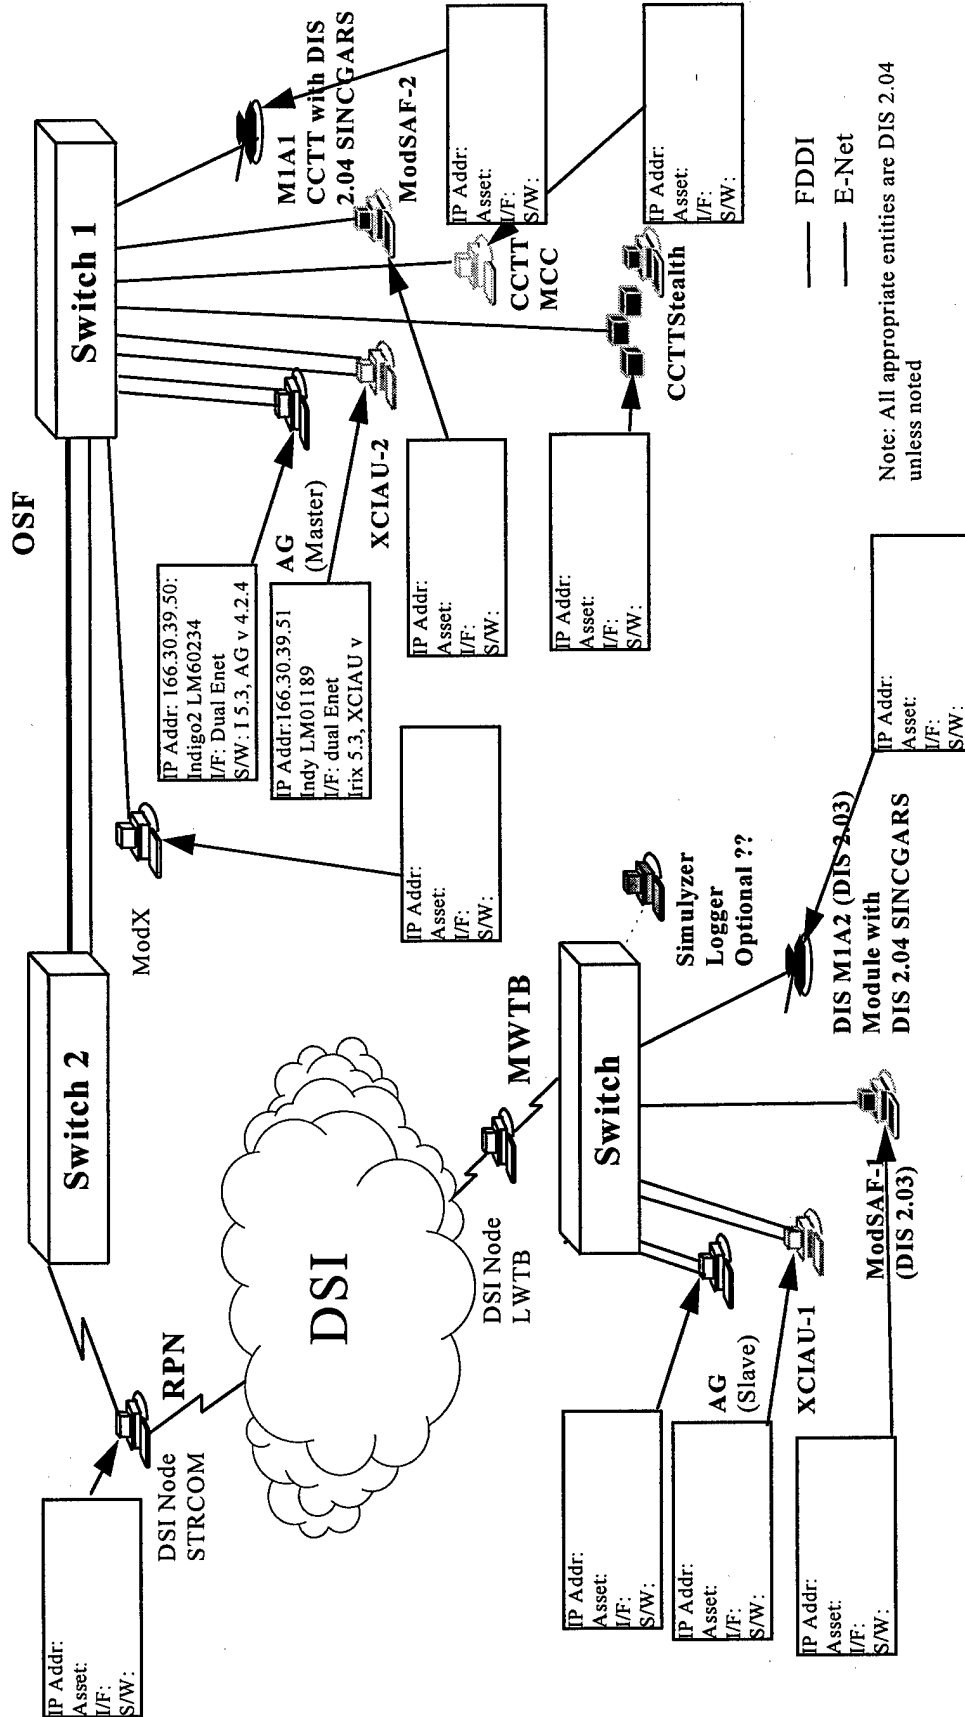 OSF
Switch 2
Switch 1
IP Addr:
Asset:
I/F:
S/W:
DSI Node
STRCOM
RPN
ModX
IP Addr: 166.30.39.50:
Indigo2 LM60234
I/F: Dual Enet
S/W: I 5.3, AG v 4.2.4
IP Addr:166.30.39.51
Indy LM01189
I/F: dual Enet
Irix 5.3, XCIAU v
AG
(Master)
XCIAU-2
M1A1
CCTT with DIS
2.04 SINCGARS
ModSAF-2
IP Addr:
Asset:
I/F:
S/W:
IP Addr:
Asset:
I/F:
S/W:
IP Addr:
Asset:
I/F:
S/W:
CCTT
MCC
IP Addr:
Asset:
I/F:
S/W:
IP Addr:
Asset:
I/F:
S/W:
CCTTStealth
DSI
DSI Node
LWTB
MWTB
Switch
Simulyzer
Logger
Optional ??
IP Addr:
Asset:
I/F:
S/W:
AG
(Slave)
IP Addr:
Asset:
I/F:
S/W:
XCIAU-1
IP Addr:
Asset:
I/F:
S/W:
ModSAF-1
(DIS 2.03)
DIS M1A2 (DIS 2.03)
Module with
DIS 2.04 SINCGARS
IP Addr:
Asset:
I/F:
S/W:
FDDI
E-Net
Note: All appropriate entities are DIS 2.04
unless noted